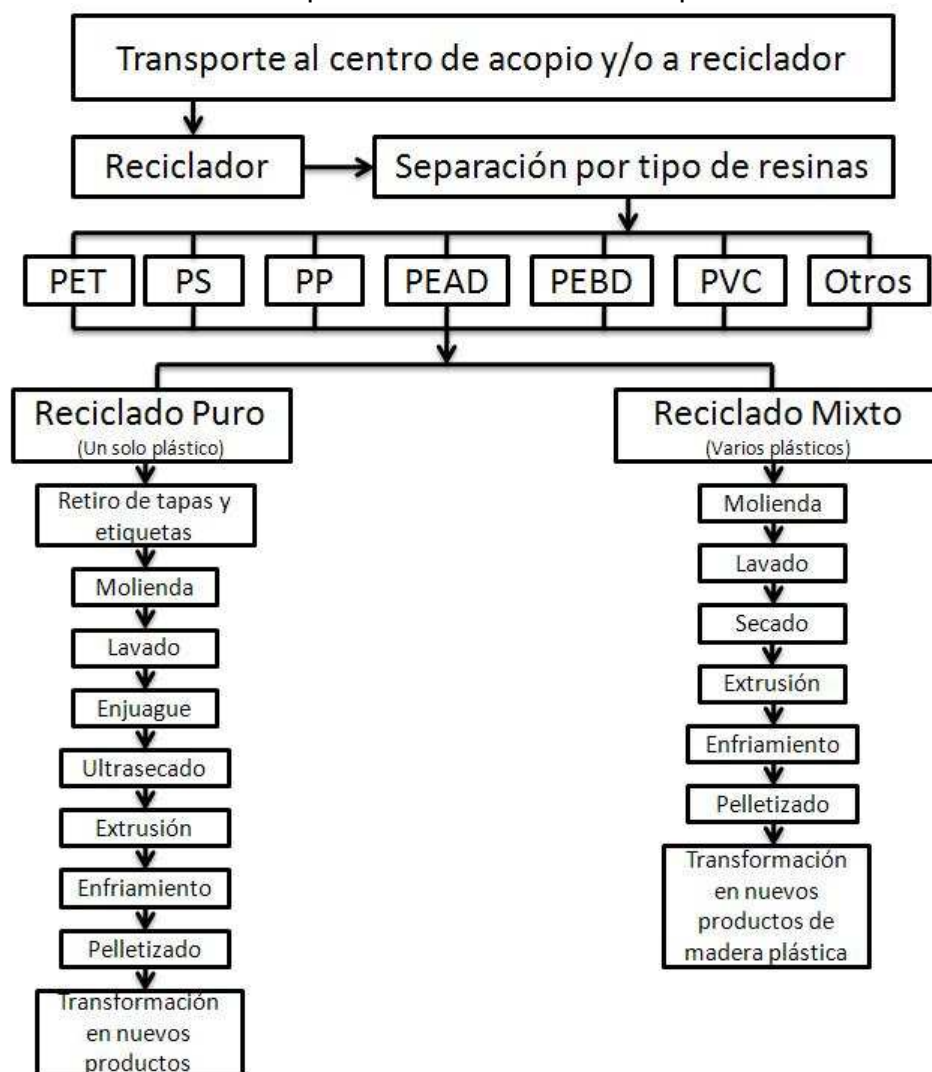 Transporte al centro de acopio y/o a reciclador
Reciclador
Separación por tipo de resinas
PET
PS
PP
PEAD
PEBD
PVC
Otros
Reciclado Puro
(Un solo plástico)
Retiro de tapas y
etiquetas
Molienda
Lavado
Enjuague
Ultrasecado
Extrusión
Enfriamiento
Pelletizado
Transformación
en nuevos
productos
Reciclado Mixto
(Varios plásticos)
Molienda
Lavado
Secado
Extrusión
Enfriamiento
Pelletizado
Transformación
en nuevos
productos de
madera plástica